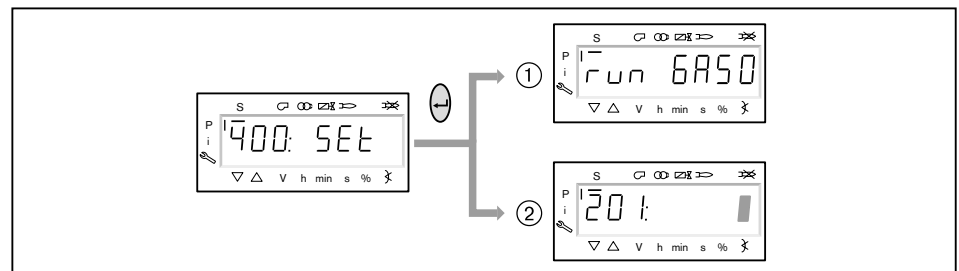 S
P
i
400: SEt
V h min s %
①
S
P
i
run GAS0
V h min s %
②
S
P
i
201:
V h min s %